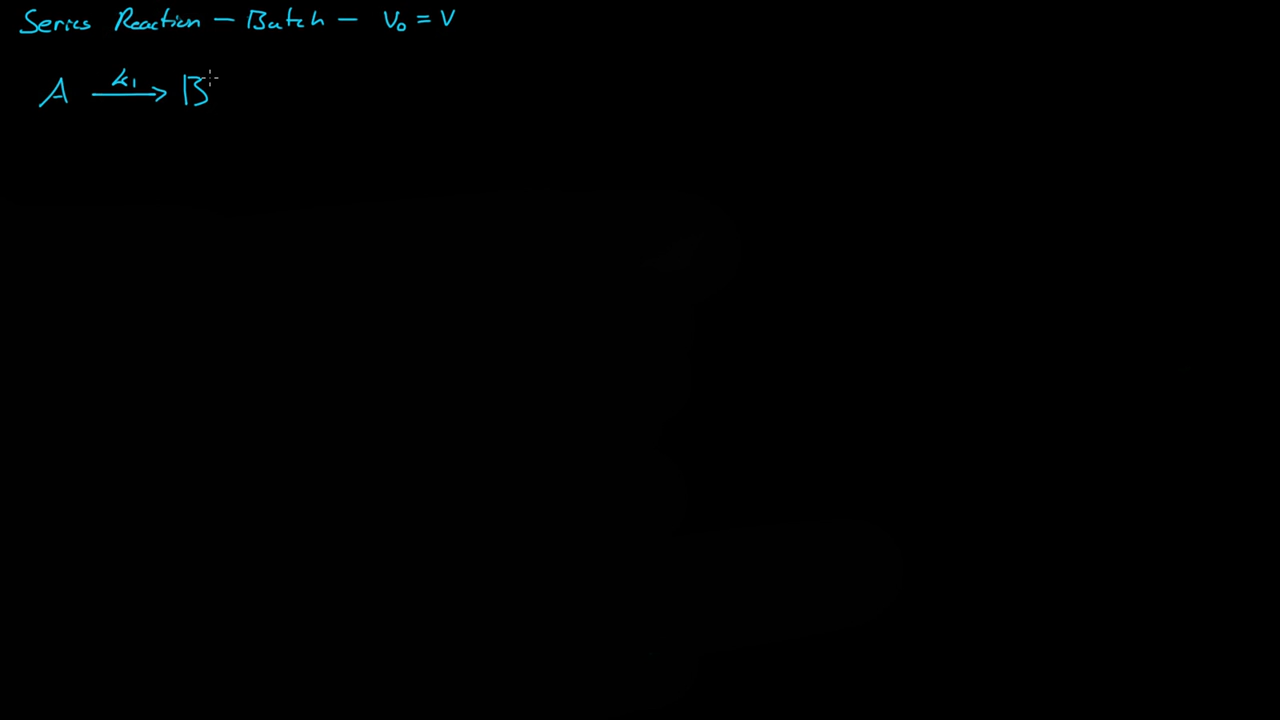 Series Reaction – Batch – V₀ = V
A —k₁→ B